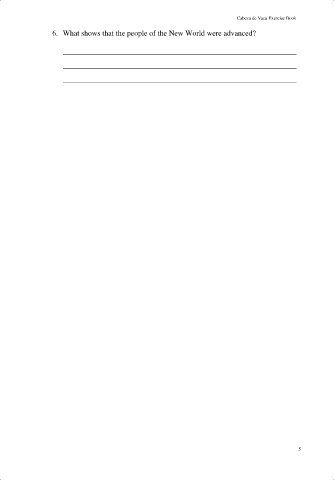 Cabeza de Vaca Exercise Book
6. What shows that the people of the New World were advanced?
5